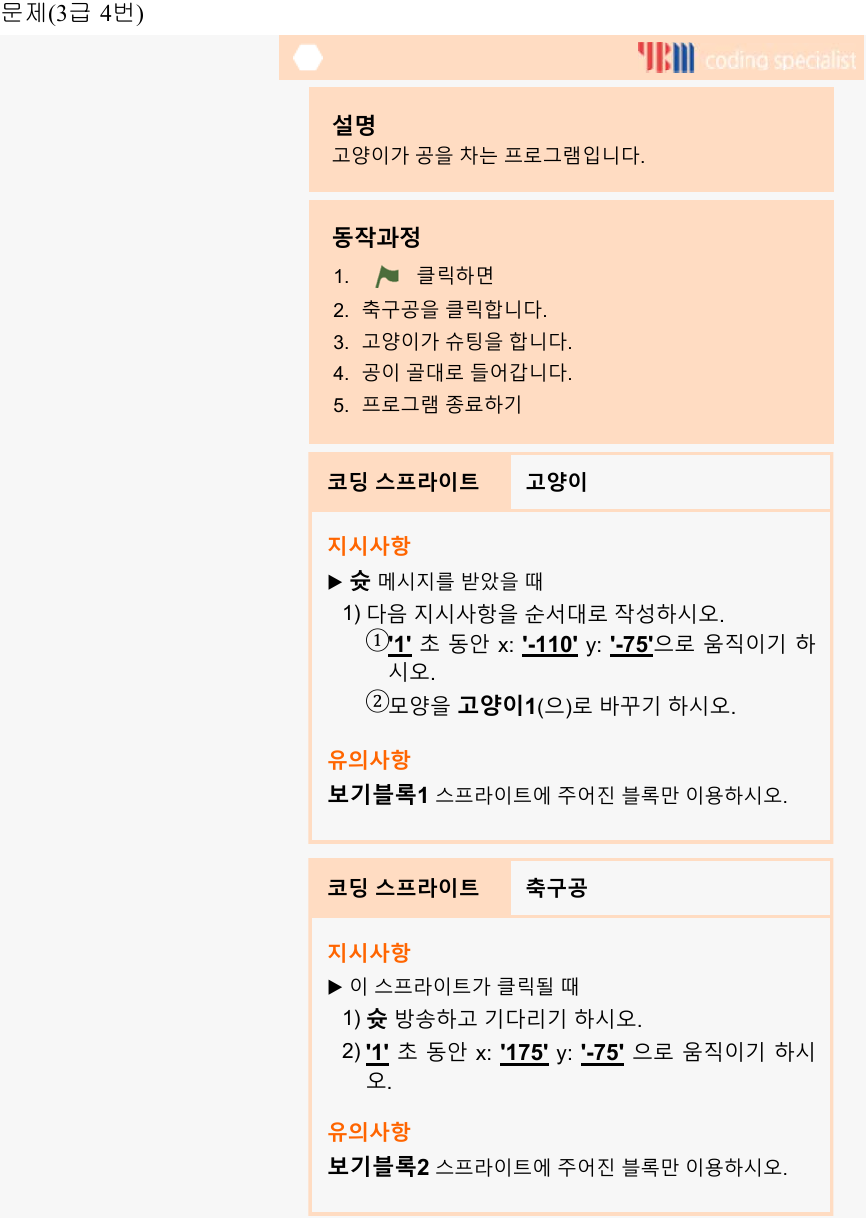 문제(3급 4번)
YBM coding specialist
설명
고양이가 공을 차는 프로그램입니다.
동작과정
1. 클릭하면
2. 축구공을 클릭합니다.
3. 고양이가 슈팅을 합니다.
4. 공이 골대로 들어갑니다.
5. 프로그램 종료하기
코딩 스프라이트 고양이
지시사항
▶ 슛 메시지를 받았을 때
1) 다음 지시사항을 순서대로 작성하시오.
①'1' 초 동안 x: '-110' y: '-75'으로 움직이기 하
시오.
②모양을 고양이1(으)로 바꾸기 하시오.
유의사항
보기블록1 스프라이트에 주어진 블록만 이용하시오.
코딩 스프라이트 축구공
지시사항
▶ 이 스프라이트가 클릭될 때
1) 슛 방송하고 기다리기 하시오.
2) '1' 초 동안 x: '175' y: '-75' 으로 움직이기 하시
오.
유의사항
보기블록2 스프라이트에 주어진 블록만 이용하시오.